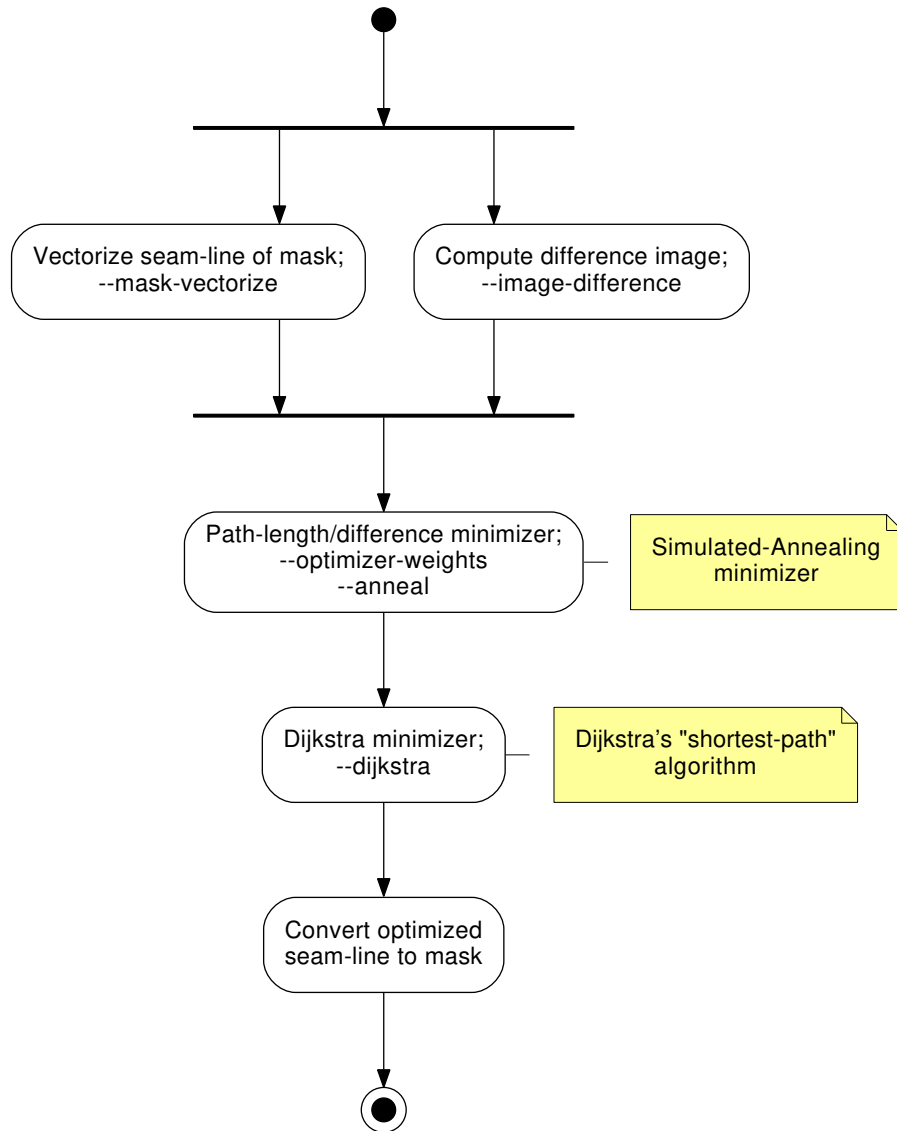 Vectorize seam-line of mask;
--mask-vectorize
Compute difference image;
--image-difference
Path-length/difference minimizer;
--optimizer-weights
--anneal
Simulated-Annealing
minimizer
Dijkstra minimizer;
--dijkstra
Dijkstra's "shortest-path"
algorithm
Convert optimized
seam-line to mask